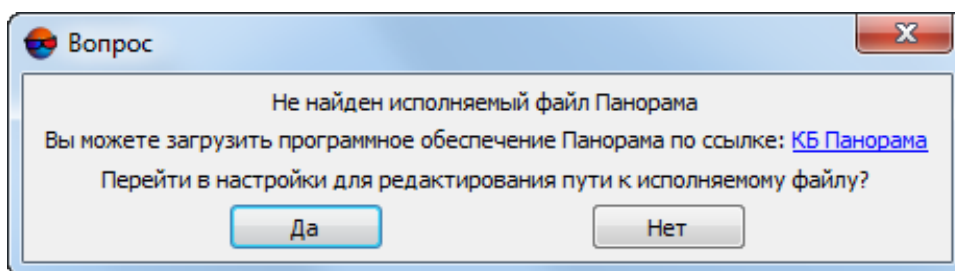 Вопрос
Не найден исполняемый файл Панорама
Вы можете загрузить программное обеспечение Панорама по ссылке: КБ Панорама
Перейти в настройки для редактирования пути к исполняемому файлу?
Да Нет